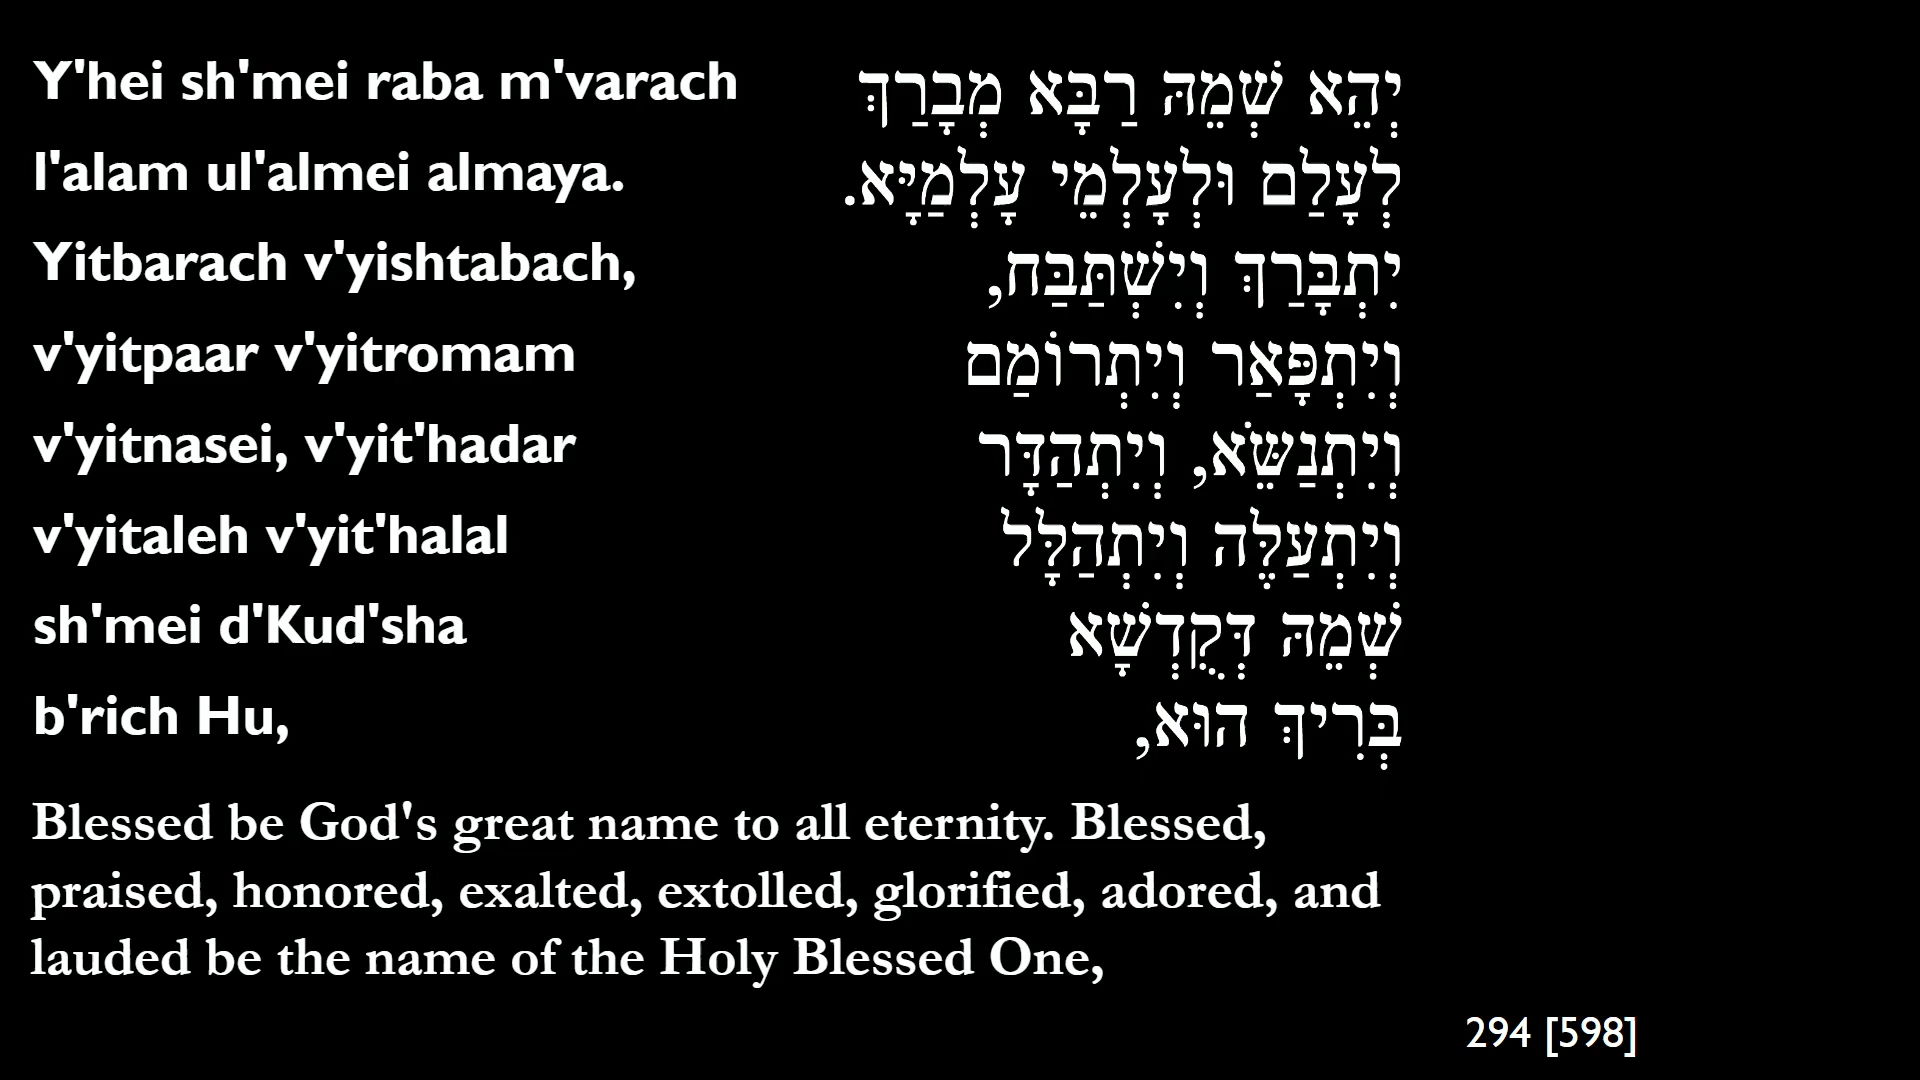 Y'hei sh'mei raba m'varach
l'alam ul'almei almaya.
Yitbarach v'yishtabach,
v'yitpaar v'yitromam
v'yitnasei, v'yit'hadar
v'yitaleh v'yit'halal
sh'mei d'Kud'sha
b'rich Hu,
יְהֵא שְׁמֵהּ רַבָּא מְבָרַךְ
לְעָלַם וּלְעָלְמֵי עָלְמַיָּא.
יִתְבָּרַךְ וְיִשְׁתַּבַּח,
וְיִתְפָּאַר וְיִתְרוֹמַם
וְיִתְנַשֵּׂא, וְיִתְהַדָּר
וְיִתְעַלֶּה וְיִתְהַלָּל
שְׁמֵהּ דְּקֻדְשָׁא
בְּרִיךְ הוּא,
Blessed be God's great name to all eternity. Blessed,
praised, honored, exalted, extolled, glorified, adored, and
lauded be the name of the Holy Blessed One,
294 [598]